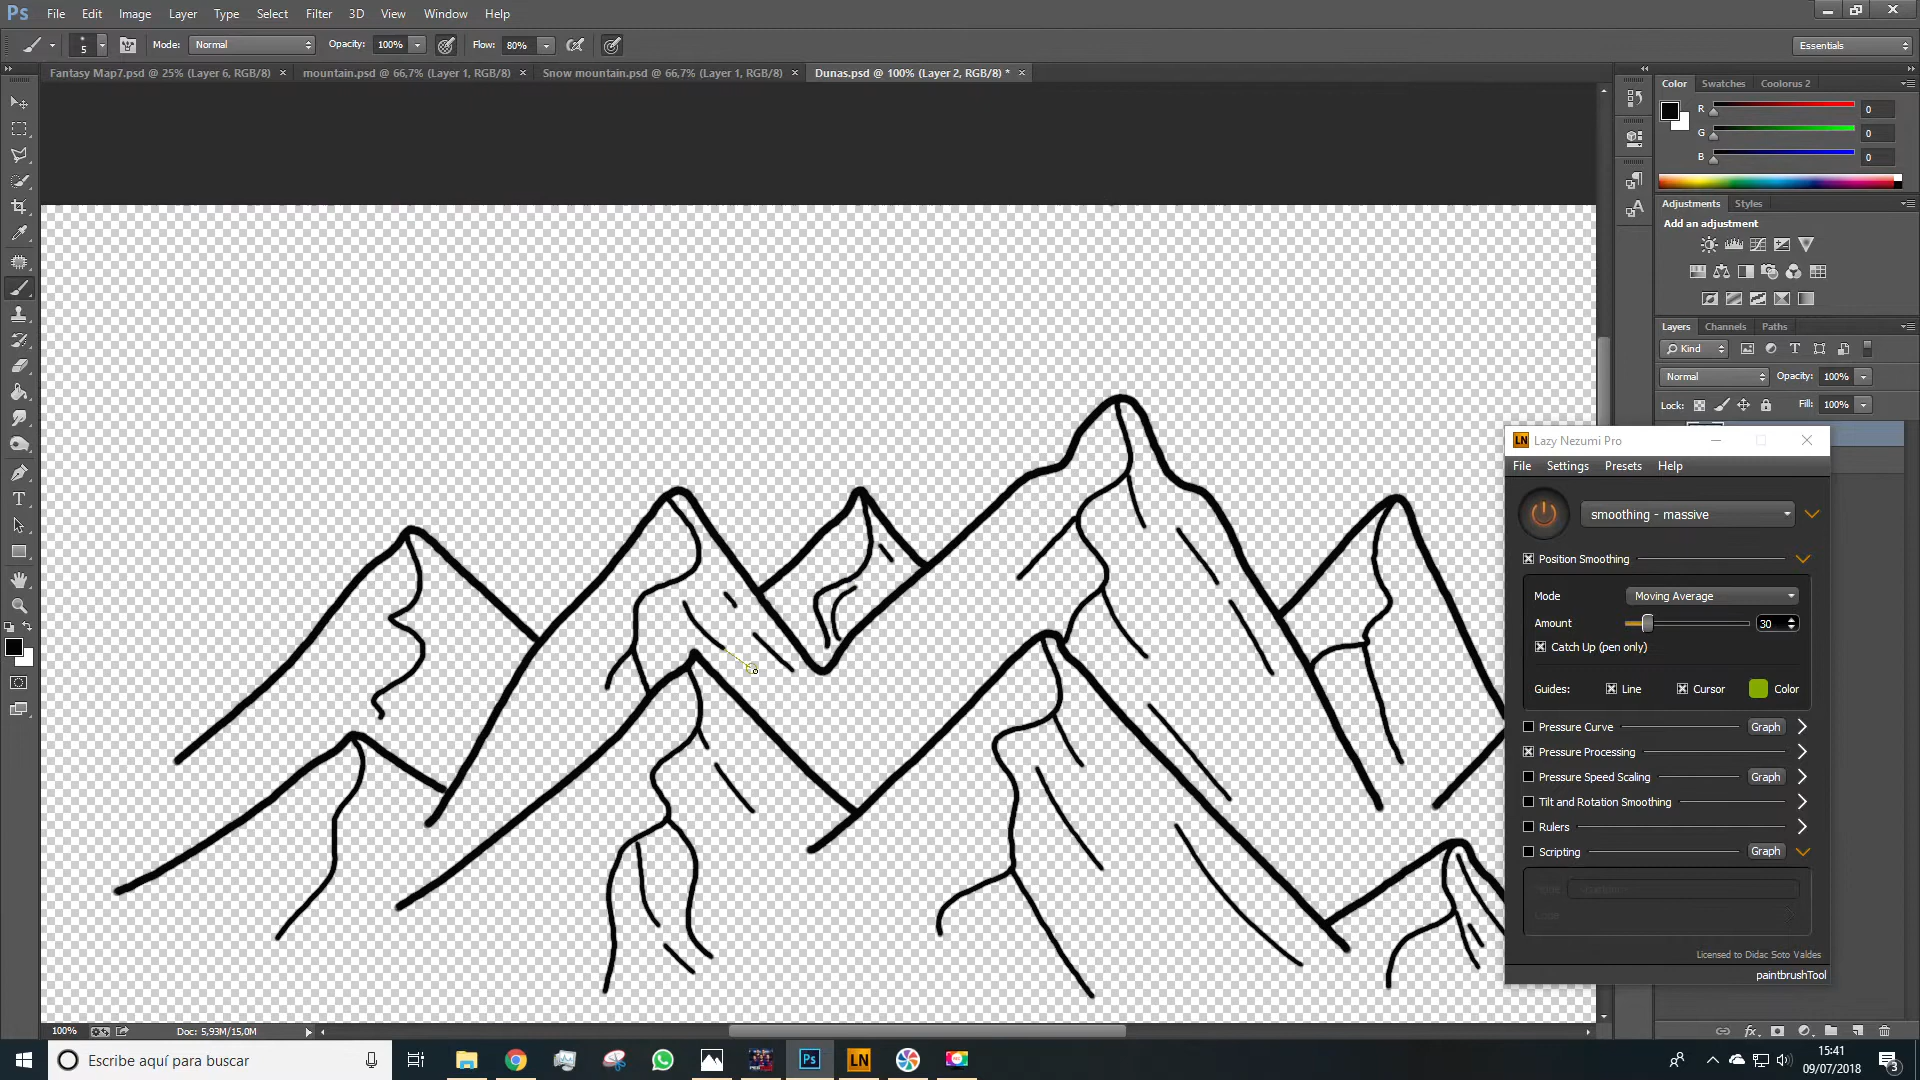 Ps File Edit Image Layer Type Select Filter 3D View Window Help
5 Mode: Normal Opacity: 100% Flow: 80% Essentials
Fantasy Map7.psd @ 25% (Layer 6, RGB/8) × mountain.psd @ 66,7% (Layer 1, RGB/8) × Snow mountain.psd @ 66,7% (Layer 1, RGB/8) × Dunas.psd @ 100% (Layer 2, RGB/8) * ×
Color Swatches Coolorus 2
R 0
G 0
B 0
Adjustments Styles
Add an adjustment
Layers Channels Paths
Kind
Normal Opacity: 100%
Lock: Fill: 100%
LN Lazy Nezumi Pro
File Settings Presets Help
smoothing - massive
Position Smoothing
Mode Moving Average
Amount 30
Catch Up (pen only)
Guides: Line Cursor Color
Pressure Curve Graph
Pressure Processing
Pressure Speed Scaling Graph
Tilt and Rotation Smoothing
Rulers
Scripting Graph
Licensed to Didac Soto Valdes
paintbrushTool
100% Doc: 5,93M/15,0M
Escribe aquí para buscar
Ps LN
15:41
09/07/2018
3